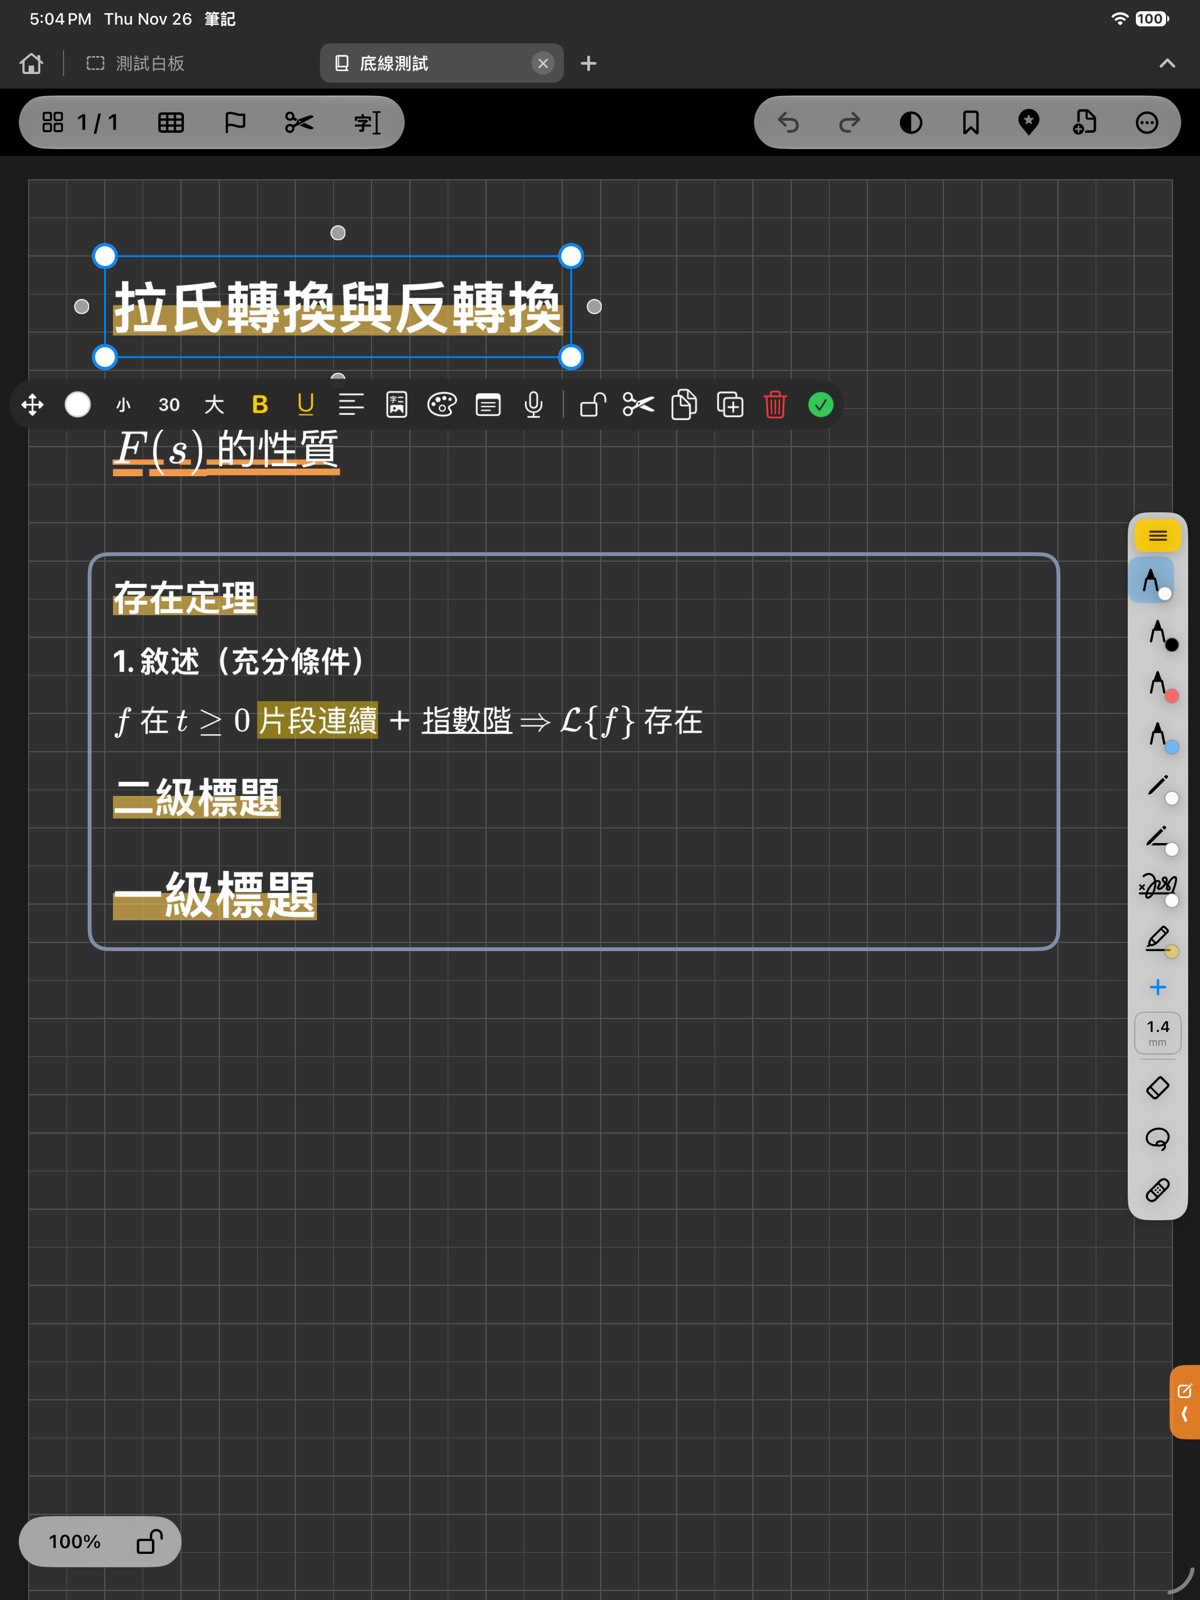 5:04 PM Thu Nov 26 筆記 100
測試白板 底線測試
1 / 1 字
拉氏轉換與反轉換
小 30 大 B U
F(s) 的性質
存在定理
1. 敘述（充分條件）
f 在 t ≥ 0 片段連續 + 指數階 ⇒ ℒ{f} 存在
二級標題
一級標題
1.4
mm
100%